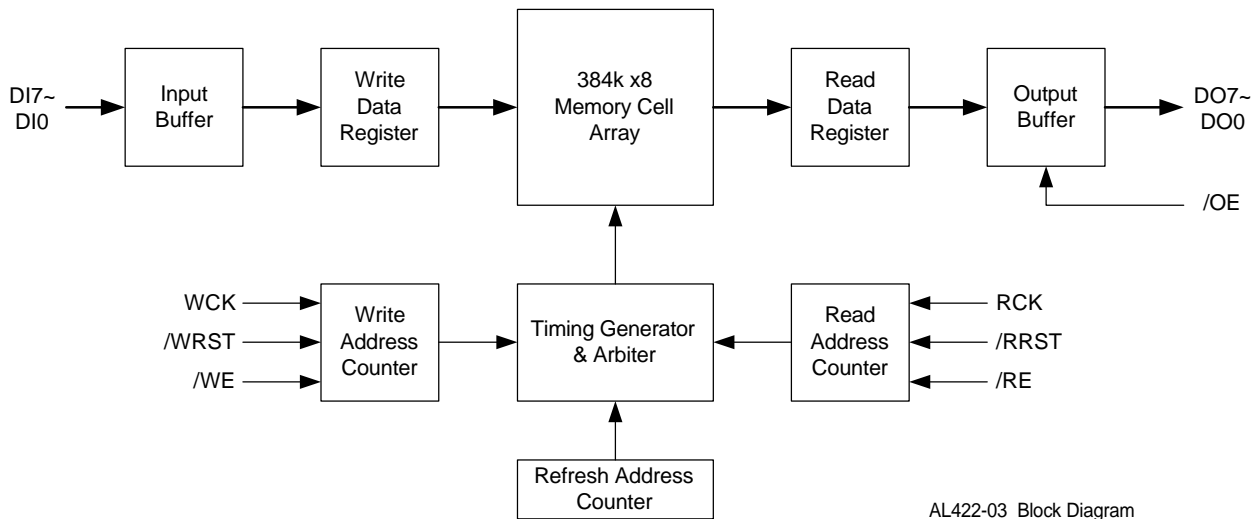 DI7~
DI0
Input
Buffer
Write
Data
Register
384k x8
Memory Cell
Array
Read
Data
Register
Output
Buffer
DO7~
DO0
/OE
WCK
/WRST
/WE
Write
Address
Counter
Timing Generator
& Arbiter
Read
Address
Counter
RCK
/RRST
/RE
Refresh Address
Counter
AL422-03 Block Diagram